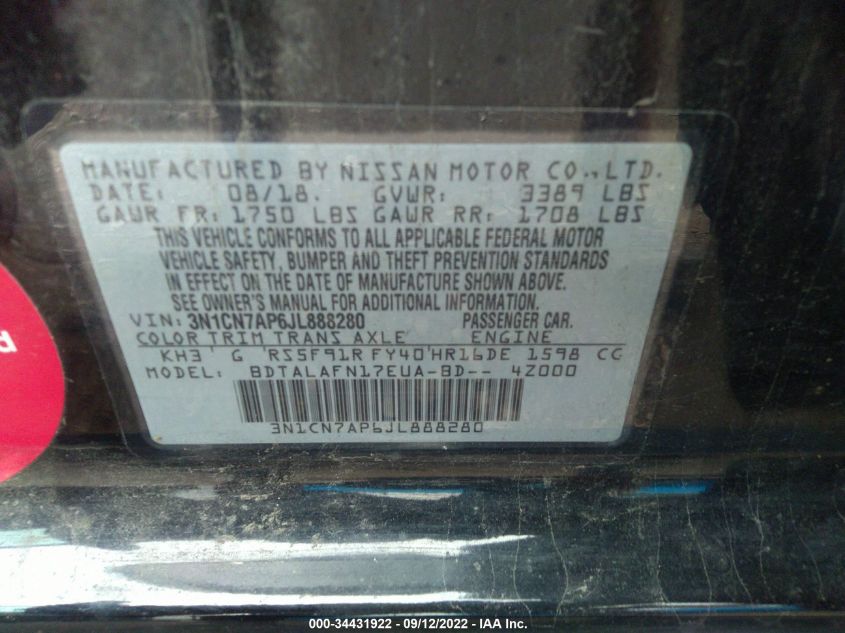 MANUFACTURED BY NISSAN MOTOR CO., LTD.
DATE: 08/18. GVWR: 3389 LBS
GAWR FR: 1750 LBS GAWR RR: 1708 LBS
THIS VEHICLE CONFORMS TO ALL APPLICABLE FEDERAL MOTOR
VEHICLE SAFETY, BUMPER AND THEFT PREVENTION STANDARDS
IN EFFECT ON THE DATE OF MANUFACTURE SHOWN ABOVE.
SEE OWNER'S MANUAL FOR ADDITIONAL INFORMATION.
VIN: 3N1CN7AP6JL888280 PASSENGER CAR.
COLOR TRIM TRANS AXLE ENGINE
KH3 G RS5F91R FY40 HR16DE 1598 CC
MODEL: BDTALAFN17EUA-BD-- 4Z000
3N1CN7AP6JL888280
000-34431922 - 09/12/2022 - IAA Inc.